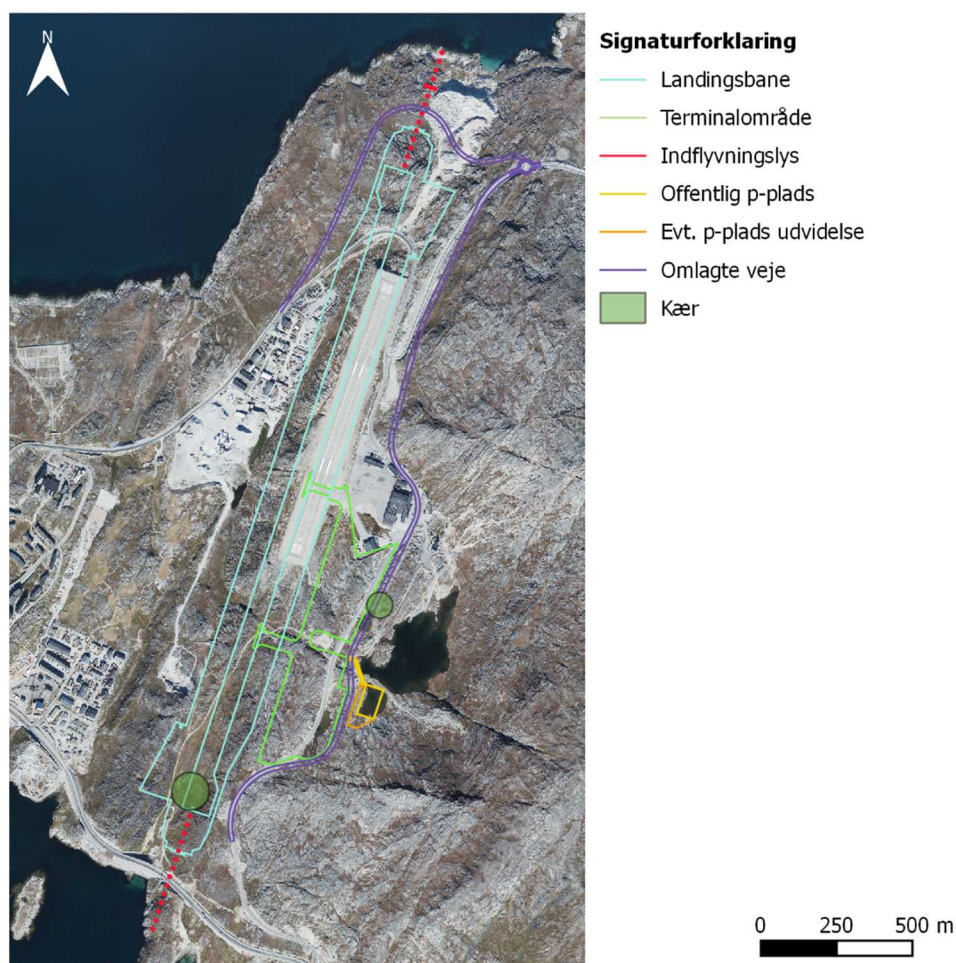 N
Signaturforklaring
Landingsbane
Terminalområde
Indflyvningslys
Offentlig p-plads
Evt. p-plads udvidelse
Omlagte veje
Kær
0 250 500 m